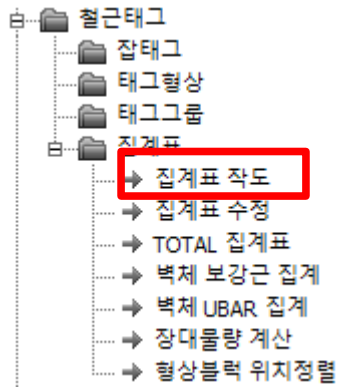 철근태그
잡태그
태그형상
태그그룹
집계표
집계표 작도
집계표 수정
TOTAL 집계표
벽체 보강근 집계
벽체 UBAR 집계
장대물량 계산
형상블럭 위치정렬